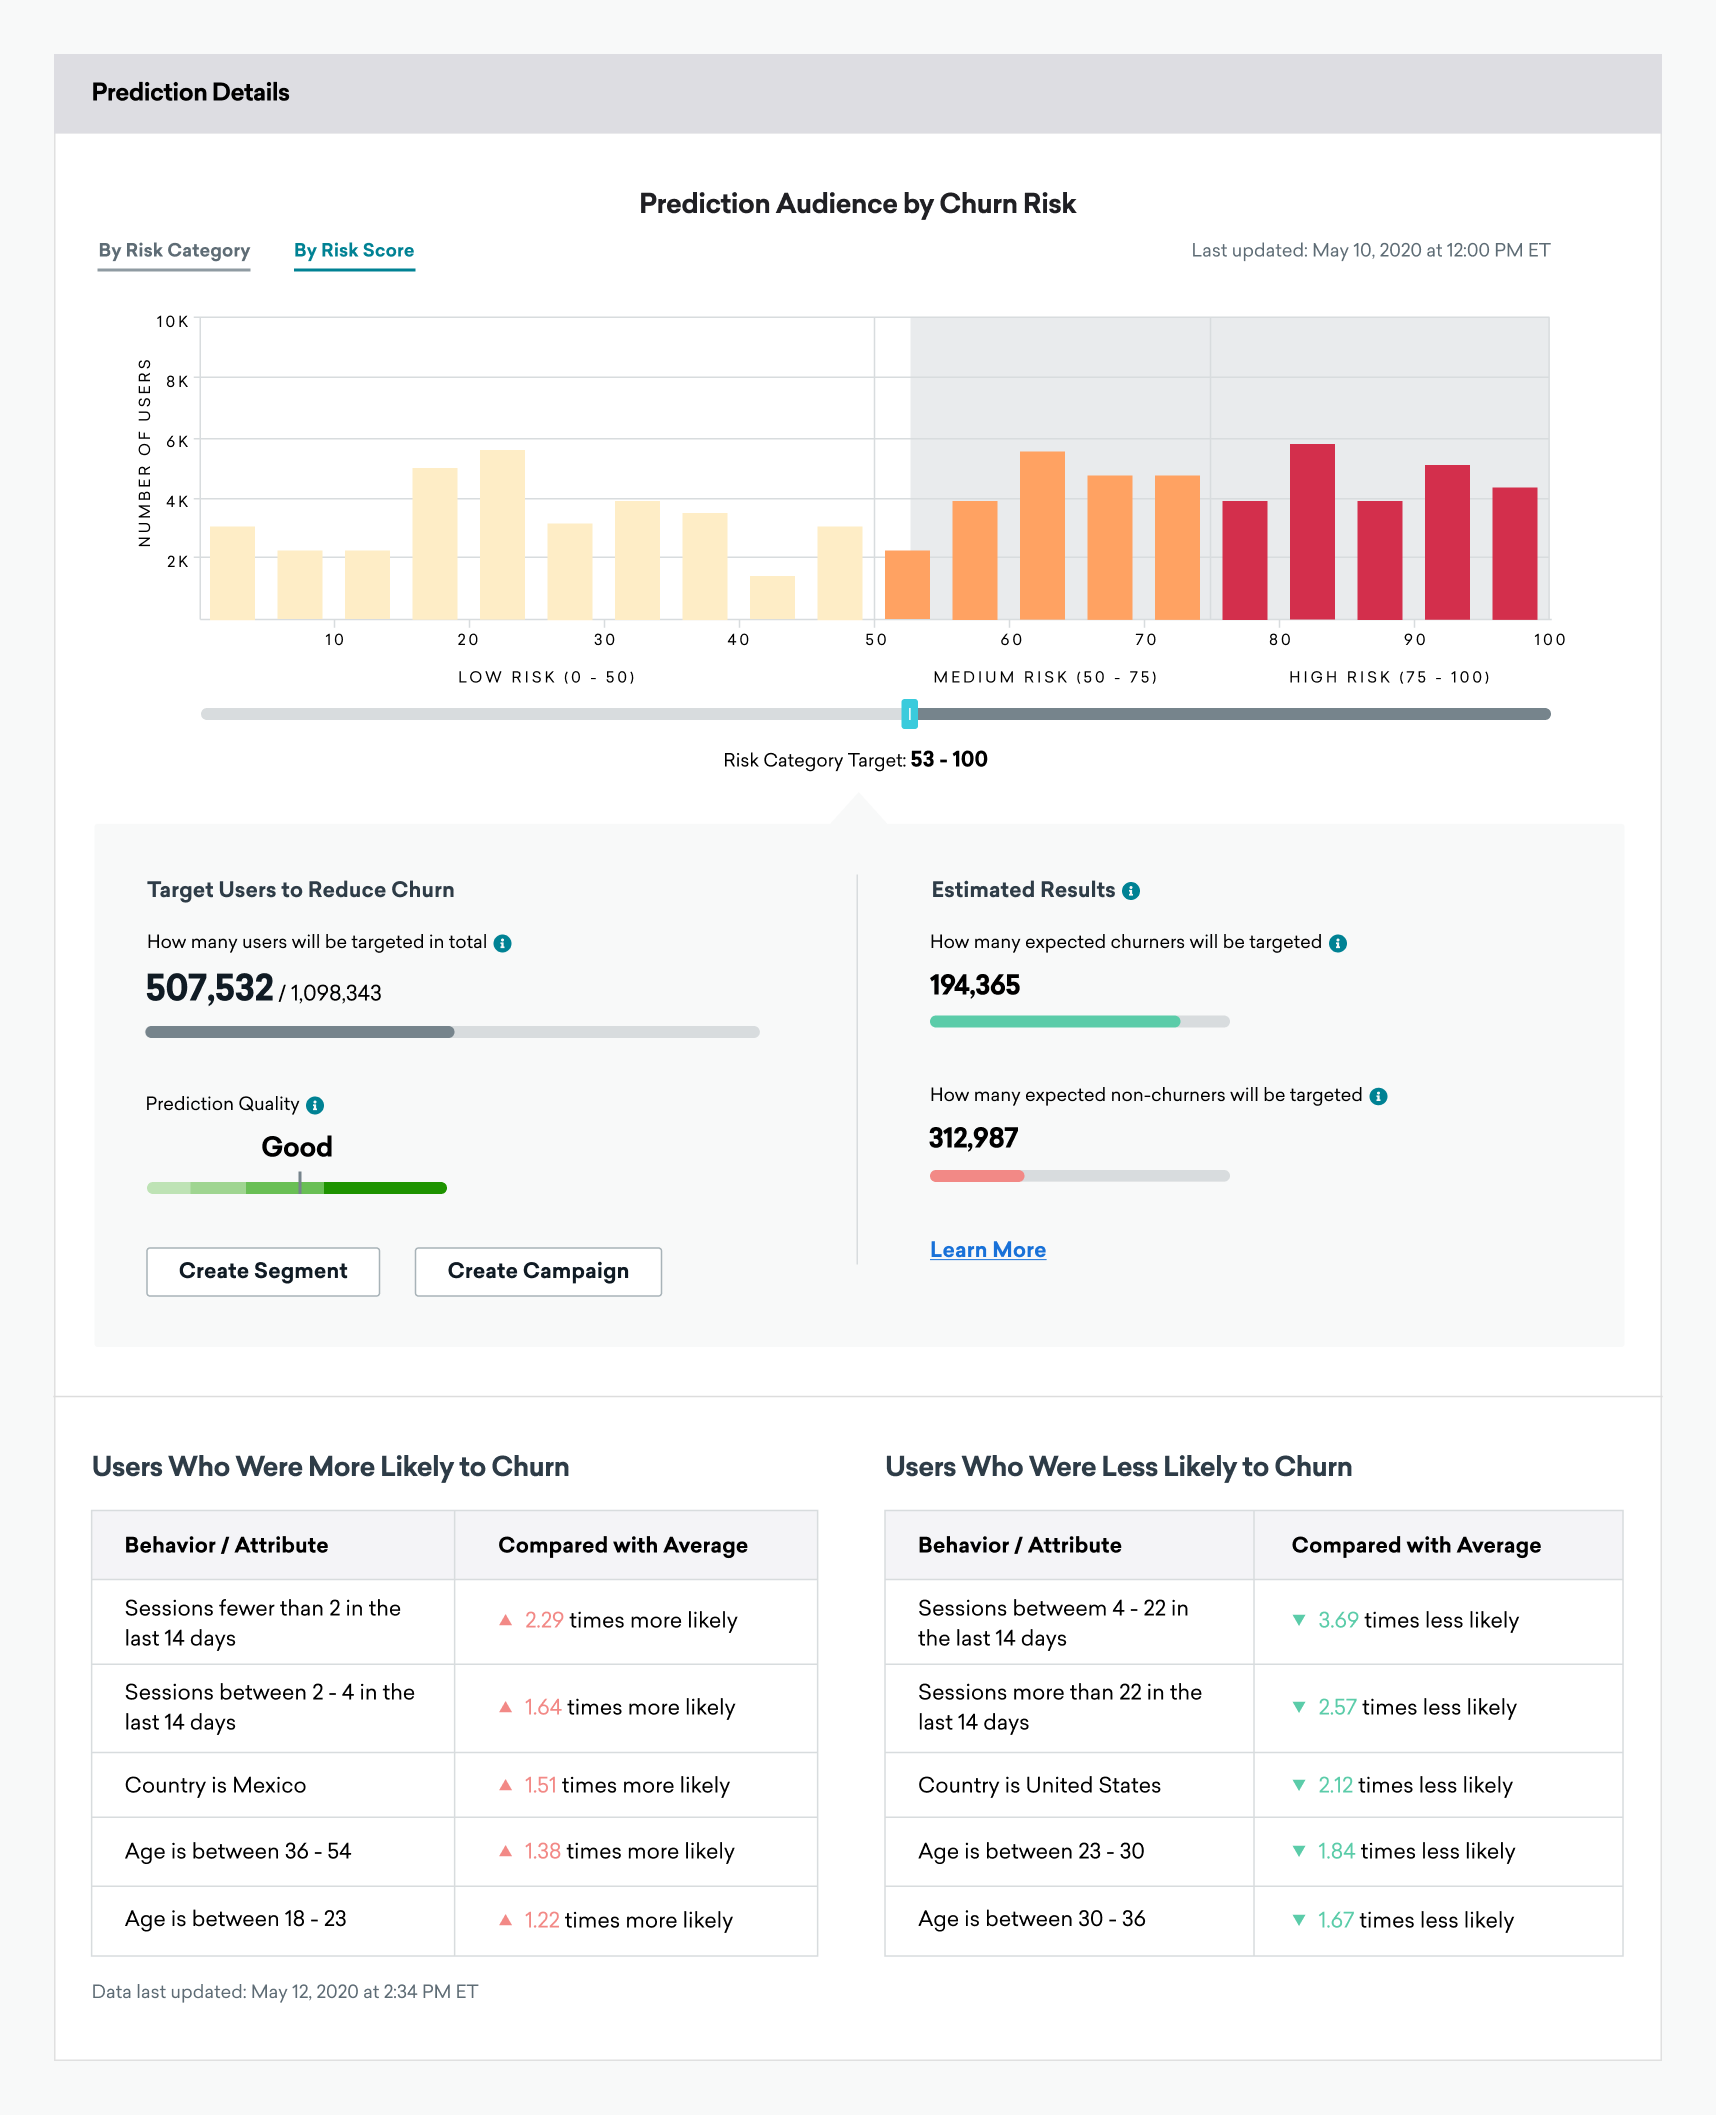 Prediction Details
Prediction Audience by Churn Risk
By Risk Category
By Risk Score
Last updated: May 10, 2020 at 12:00 PM ET
NUMBER OF USERS
10K
8K
6K
4K
2K
10 20 30 40 50 60 70 80 90 100
LOW RISK (0 - 50)
MEDIUM RISK (50 - 75)
HIGH RISK (75 - 100)
Risk Category Target: 53 - 100
Target Users to Reduce Churn
How many users will be targeted in total
507,532 / 1,098,343
Prediction Quality
Good
Create Segment
Create Campaign
Estimated Results
How many expected churners will be targeted
194,365
How many expected non-churners will be targeted
312,987
Learn More
Users Who Were More Likely to Churn
Behavior / Attribute
Compared with Average
Sessions fewer than 2 in the
last 14 days
2.29 times more likely
Sessions between 2 - 4 in the
last 14 days
1.64 times more likely
Country is Mexico
1.51 times more likely
Age is between 36 - 54
1.38 times more likely
Age is between 18 - 23
1.22 times more likely
Users Who Were Less Likely to Churn
Behavior / Attribute
Compared with Average
Sessions betweem 4 - 22 in
the last 14 days
3.69 times less likely
Sessions more than 22 in the
last 14 days
2.57 times less likely
Country is United States
2.12 times less likely
Age is between 23 - 30
1.84 times less likely
Age is between 30 - 36
1.67 times less likely
Data last updated: May 12, 2020 at 2:34 PM ET